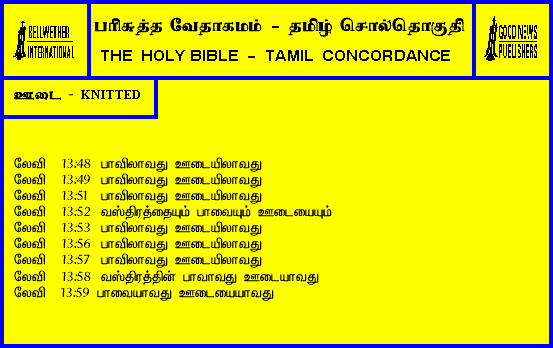 BELLWETHER
INTERNATIONAL
பரிசுத்த வேதாகமம் - தமிழ் சொல்தொகுதி
THE HOLY BIBLE - TAMIL CONCORDANCE
GOOD NEWS
PUBLISHERS
ஊடை - KNITTED
லேவி 13:48 பாவிலாவது ஊடையிலாவது
லேவி 13:49 பாவிலாவது ஊடையிலாவது
லேவி 13:51 பாவிலாவது ஊடையிலாவது
லேவி 13:52 வஸ்திரத்தையும் பாவையும் ஊடையையும்
லேவி 13:53 பாவிலாவது ஊடையிலாவது
லேவி 13:56 பாவிலாவது ஊடையிலாவது
லேவி 13:57 பாவிலாவது ஊடையிலாவது
லேவி 13:58 வஸ்திரத்தின் பாவாவது ஊடையாவது
லேவி 13:59 பாவையாவது ஊடையையாவது